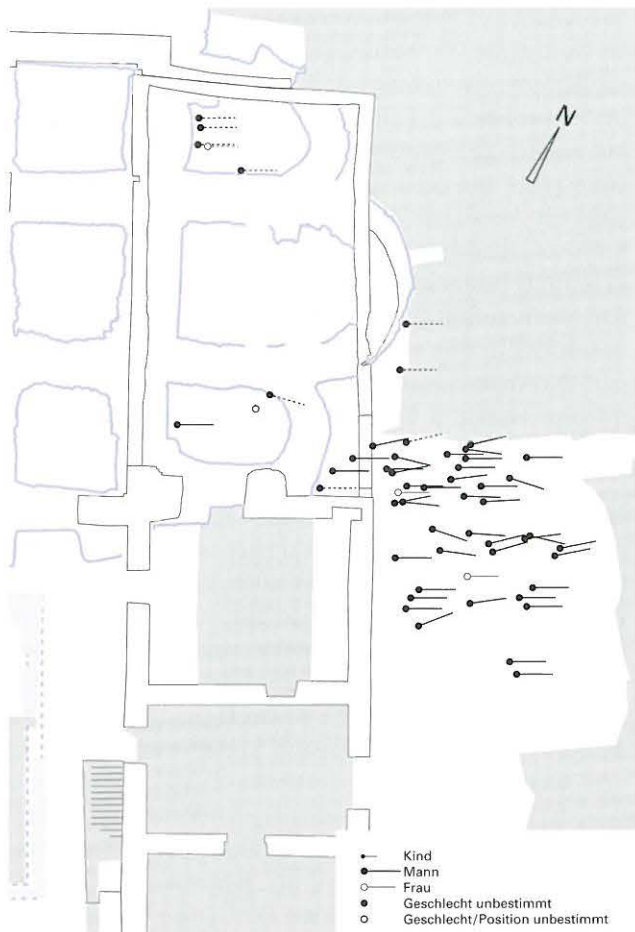 N
Kind
Mann
Frau
Geschlecht unbestimmt
Geschlecht/Position unbestimmt